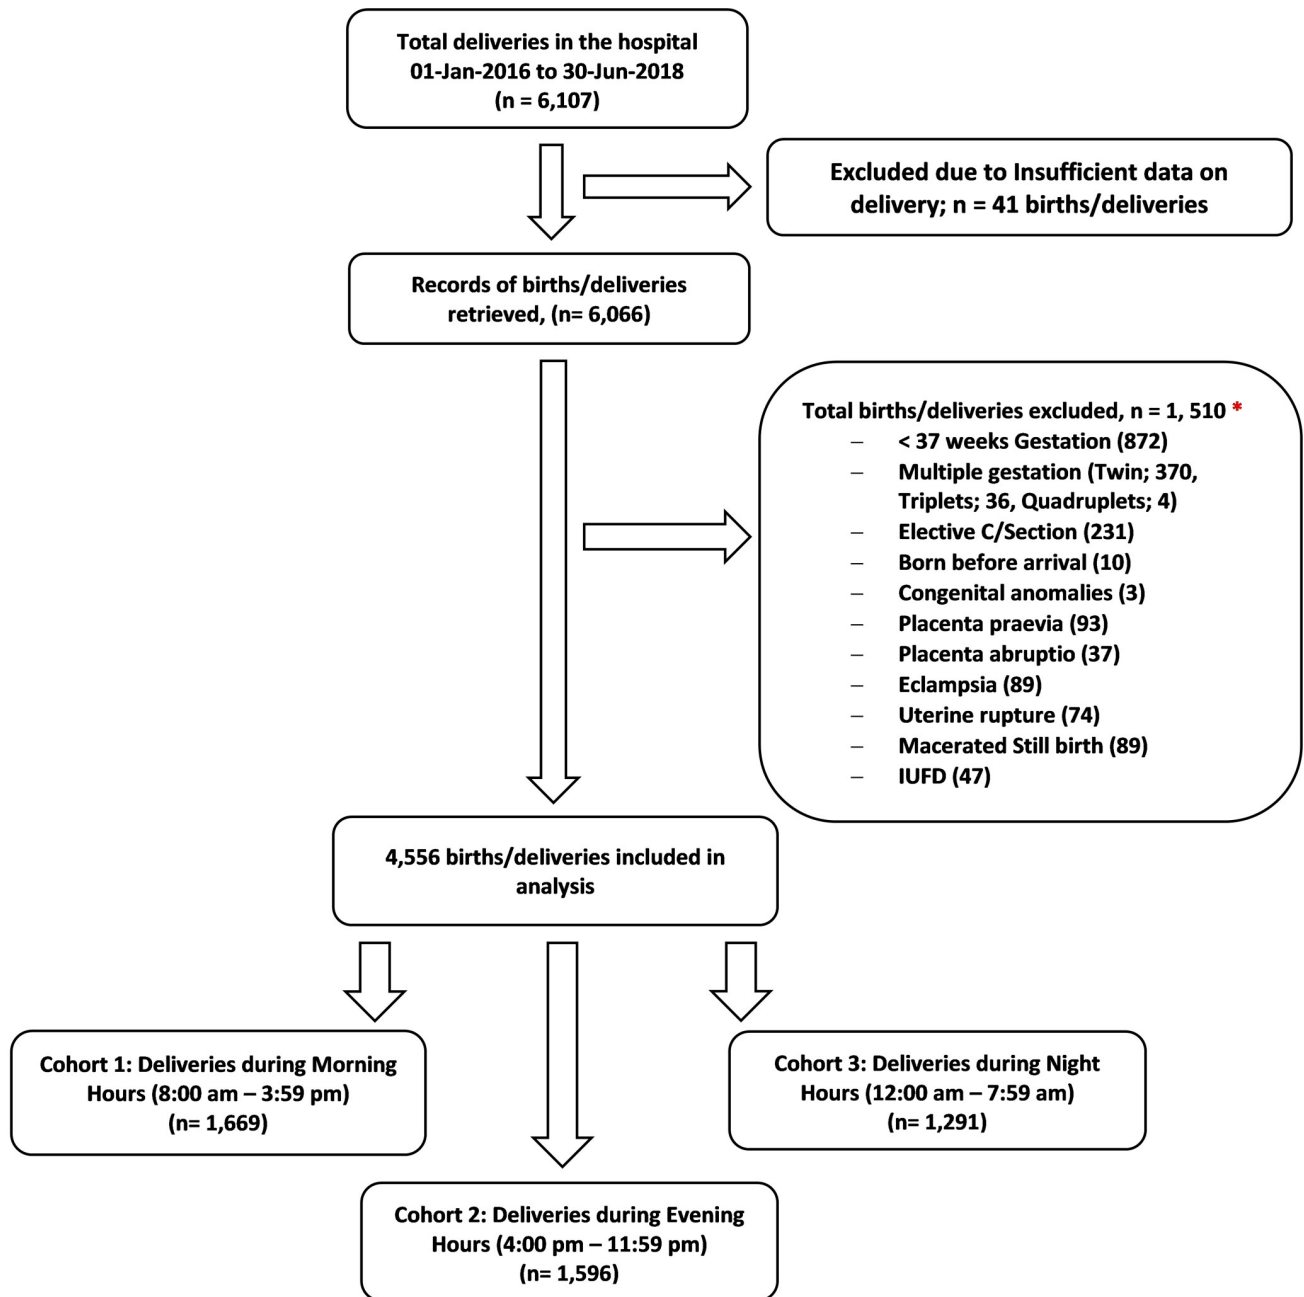 Total deliveries in the hospital
01-Jan-2016 to 30-Jun-2018
(n = 6,107)
Excluded due to Insufficient data on
delivery; n = 41 births/deliveries
Records of births/deliveries
retrieved, (n= 6,066)
Total births/deliveries excluded, n = 1, 510 *
– < 37 weeks Gestation (872)
– Multiple gestation (Twin; 370,
Triplets; 36, Quadruplets; 4)
– Elective C/Section (231)
– Born before arrival (10)
– Congenital anomalies (3)
– Placenta praevia (93)
– Placenta abruptio (37)
– Eclampsia (89)
– Uterine rupture (74)
– Macerated Still birth (89)
– IUFD (47)
4,556 births/deliveries included in
analysis
Cohort 1: Deliveries during Morning
Hours (8:00 am – 3:59 pm)
(n= 1,669)
Cohort 3: Deliveries during Night
Hours (12:00 am – 7:59 am)
(n= 1,291)
Cohort 2: Deliveries during Evening
Hours (4:00 pm – 11:59 pm)
(n= 1,596)